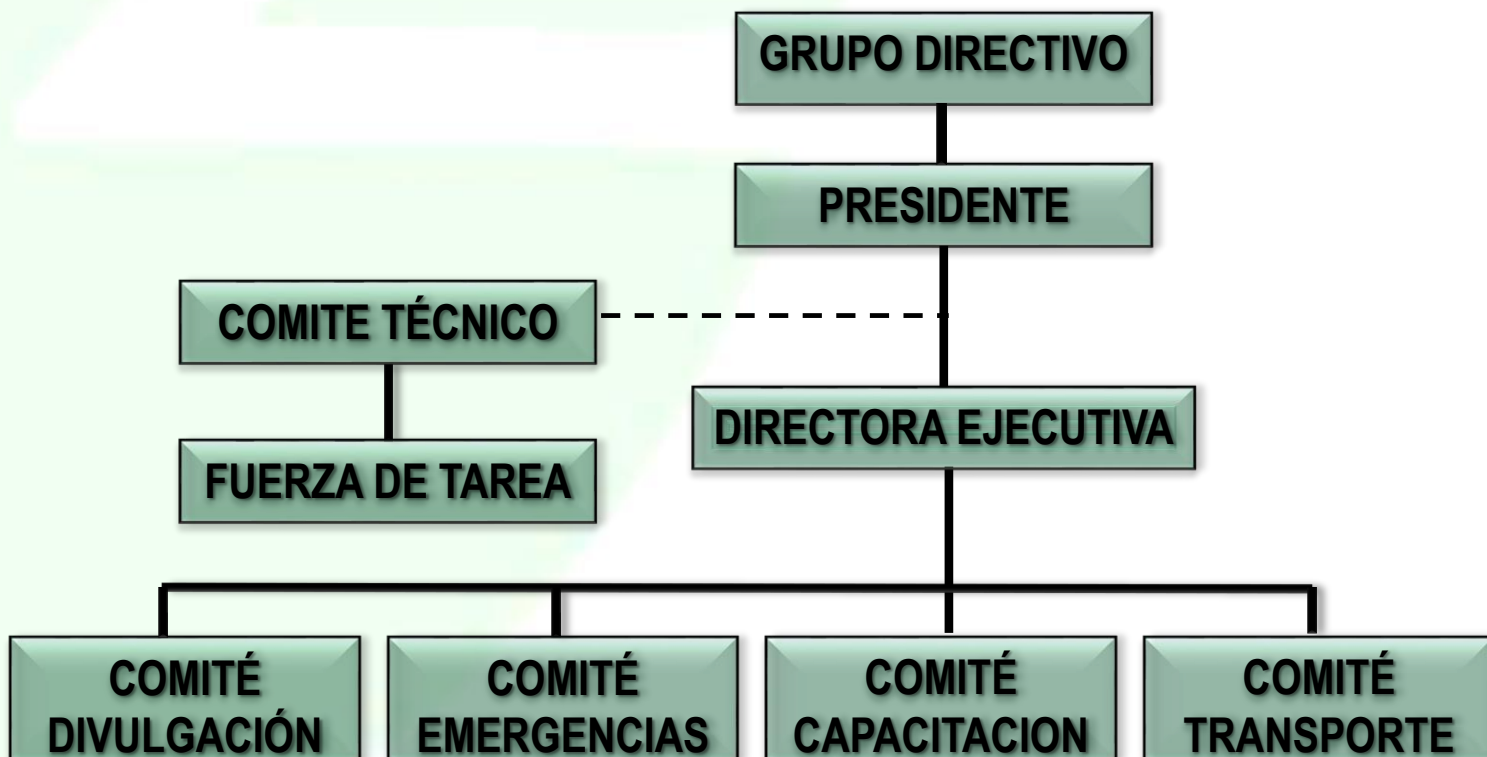 GRUPO DIRECTIVO
PRESIDENTE
COMITE TÉCNICO
DIRECTORA EJECUTIVA
FUERZA DE TAREA
COMITÉ
DIVULGACIÓN
COMITÉ
EMERGENCIAS
COMITÉ
CAPACITACION
COMITÉ
TRANSPORTE